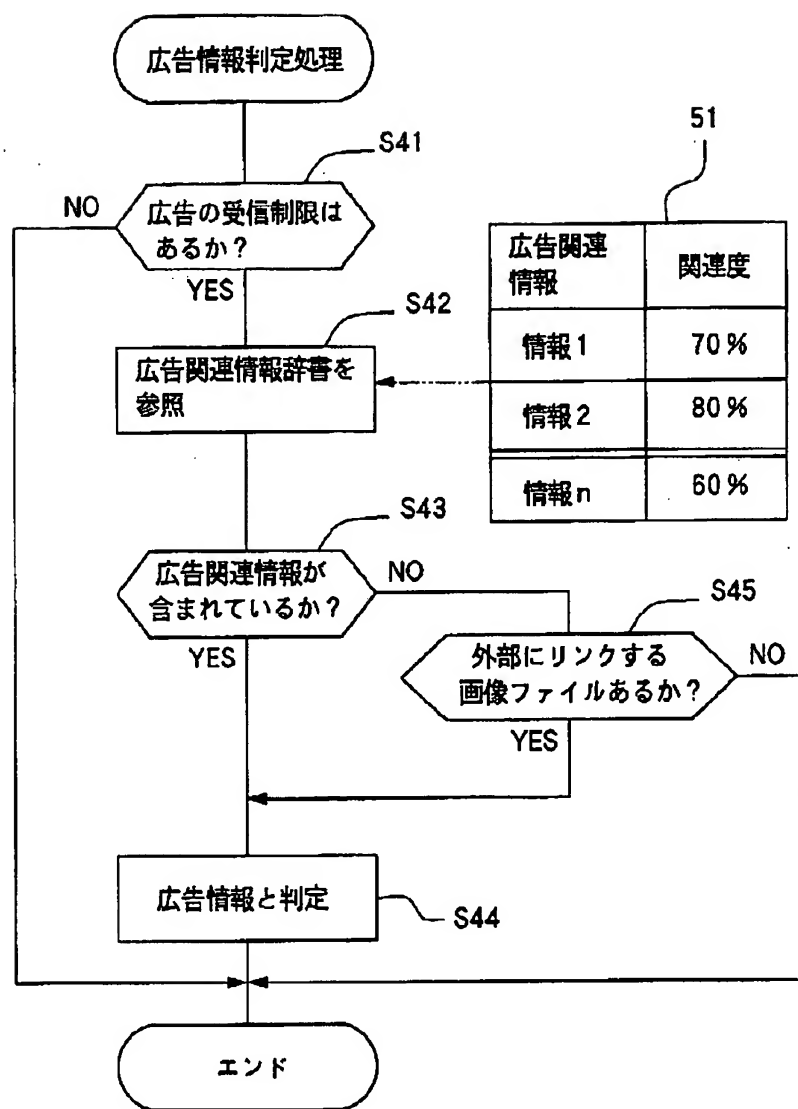 広告情報判定処理
S41
NO
広告の受信制限は
あるか？
YES
51
広告関連
情報
関連度
情報1
70%
情報2
80%
情報n
60%
S42
広告関連情報辞書を
参照
S43
広告関連情報が
含まれているか？
NO
YES
S45
外部にリンクする
画像ファイルあるか？
NO
YES
広告情報と判定
S44
エンド